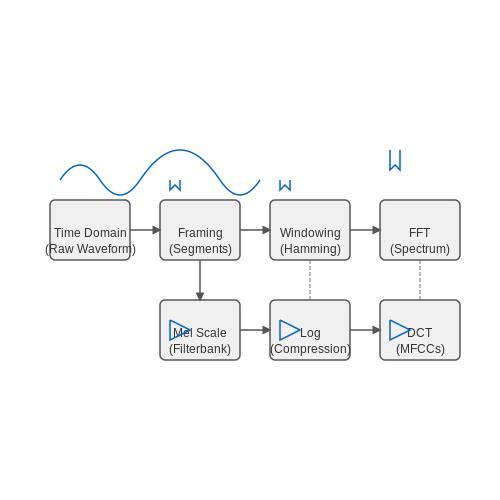 Time Domain
(Raw Waveform)
Framing
(Segments)
Windowing
(Hamming)
FFT
(Spectrum)
Mel Scale
(Filterbank)
Log
(Compression)
DCT
(MFCCs)